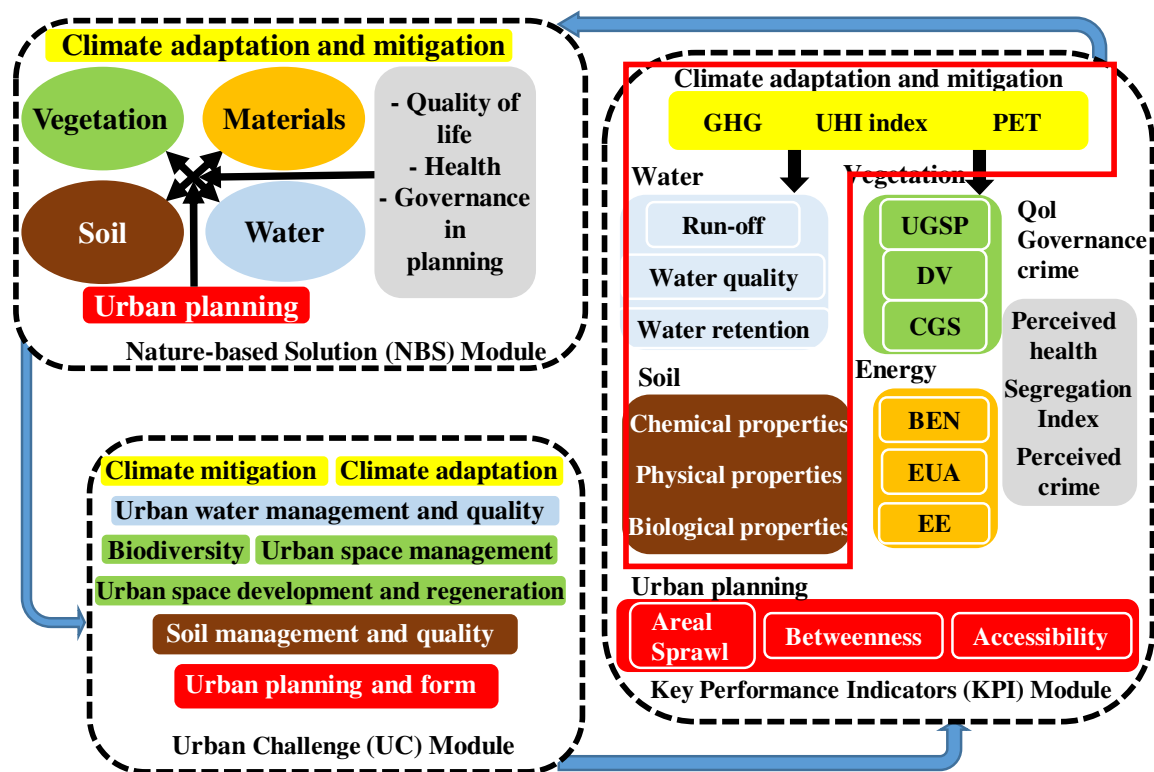 Climate adaptation and mitigation
Vegetation
Materials
Soil
Water
- Quality of
life
- Health
- Governance
in
planning
Urban planning
Nature-based Solution (NBS) Module
Climate mitigation
Climate adaptation
Urban water management and quality
Biodiversity
Urban space management
Urban space development and regeneration
Soil management and quality
Urban planning and form
Urban Challenge (UC) Module
Climate adaptation and mitigation
GHG
UHI index
PET
Water
Run-off
Water quality
Water retention
Vegetation
UGSP
DV
CGS
Qol
Governance
crime
Perceived
health
Segregation
Index
Perceived
crime
Soil
Chemical properties
Physical properties
Biological properties
Energy
BEN
EUA
EE
Urban planning
Areal
Sprawl
Betweenness
Accessibility
Key Performance Indicators (KPI) Module